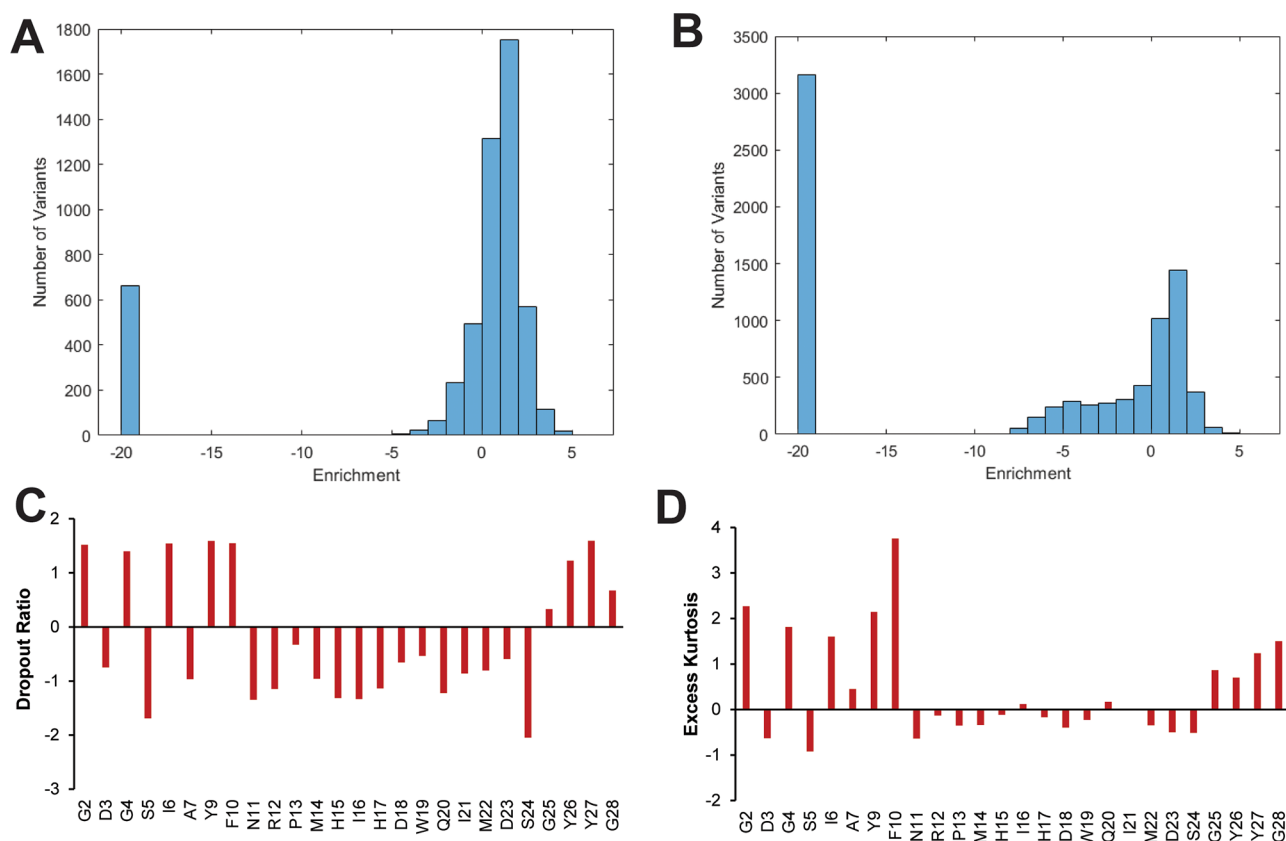 A
1800
1600
1400
1200
1000
800
600
400
200
0
Number of Variants
-20 -15 -10 -5 0 5
Enrichment
B
3500
3000
2500
2000
1500
1000
500
0
Number of Variants
-20 -15 -10 -5 0 5
Enrichment
C
2
1
0
-1
-2
-3
Dropout Ratio
G2 D3 G4 S5 I6 A7 Y9 F10 N11 R12 P13 M14 H15 I16 H17 D18 W19 Q20 I21 M22 D23 S24 G25 Y26 Y27 G28
D
4
3
2
1
0
-1
-2
Excess Kurtosis
G2 D3 G4 S5 I6 A7 Y9 F10 N11 R12 P13 M14 H15 I16 H17 D18 W19 Q20 I21 M22 D23 S24 G25 Y26 Y27 G28